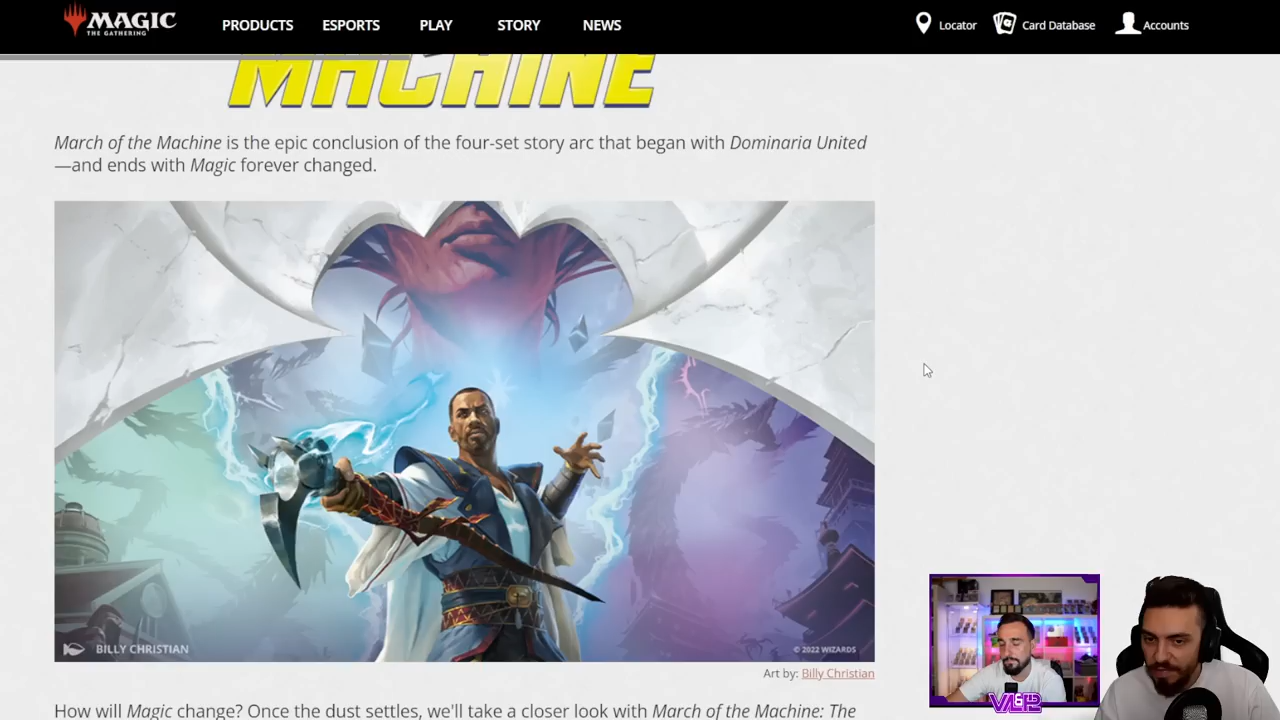 MAGIC
THE GATHERING
PRODUCTS
ESPORTS
PLAY
STORY
NEWS
Locator
Card Database
Accounts
MACHINE
March of the Machine is the epic conclusion of the four-set story arc that began with Dominaria United
—and ends with Magic forever changed.
BILLY CHRISTIAN
© 2022 WIZARDS
Art by: Billy Christian
How will Magic change? Once dust settles, we'll take a closer look with March of the Machine: The